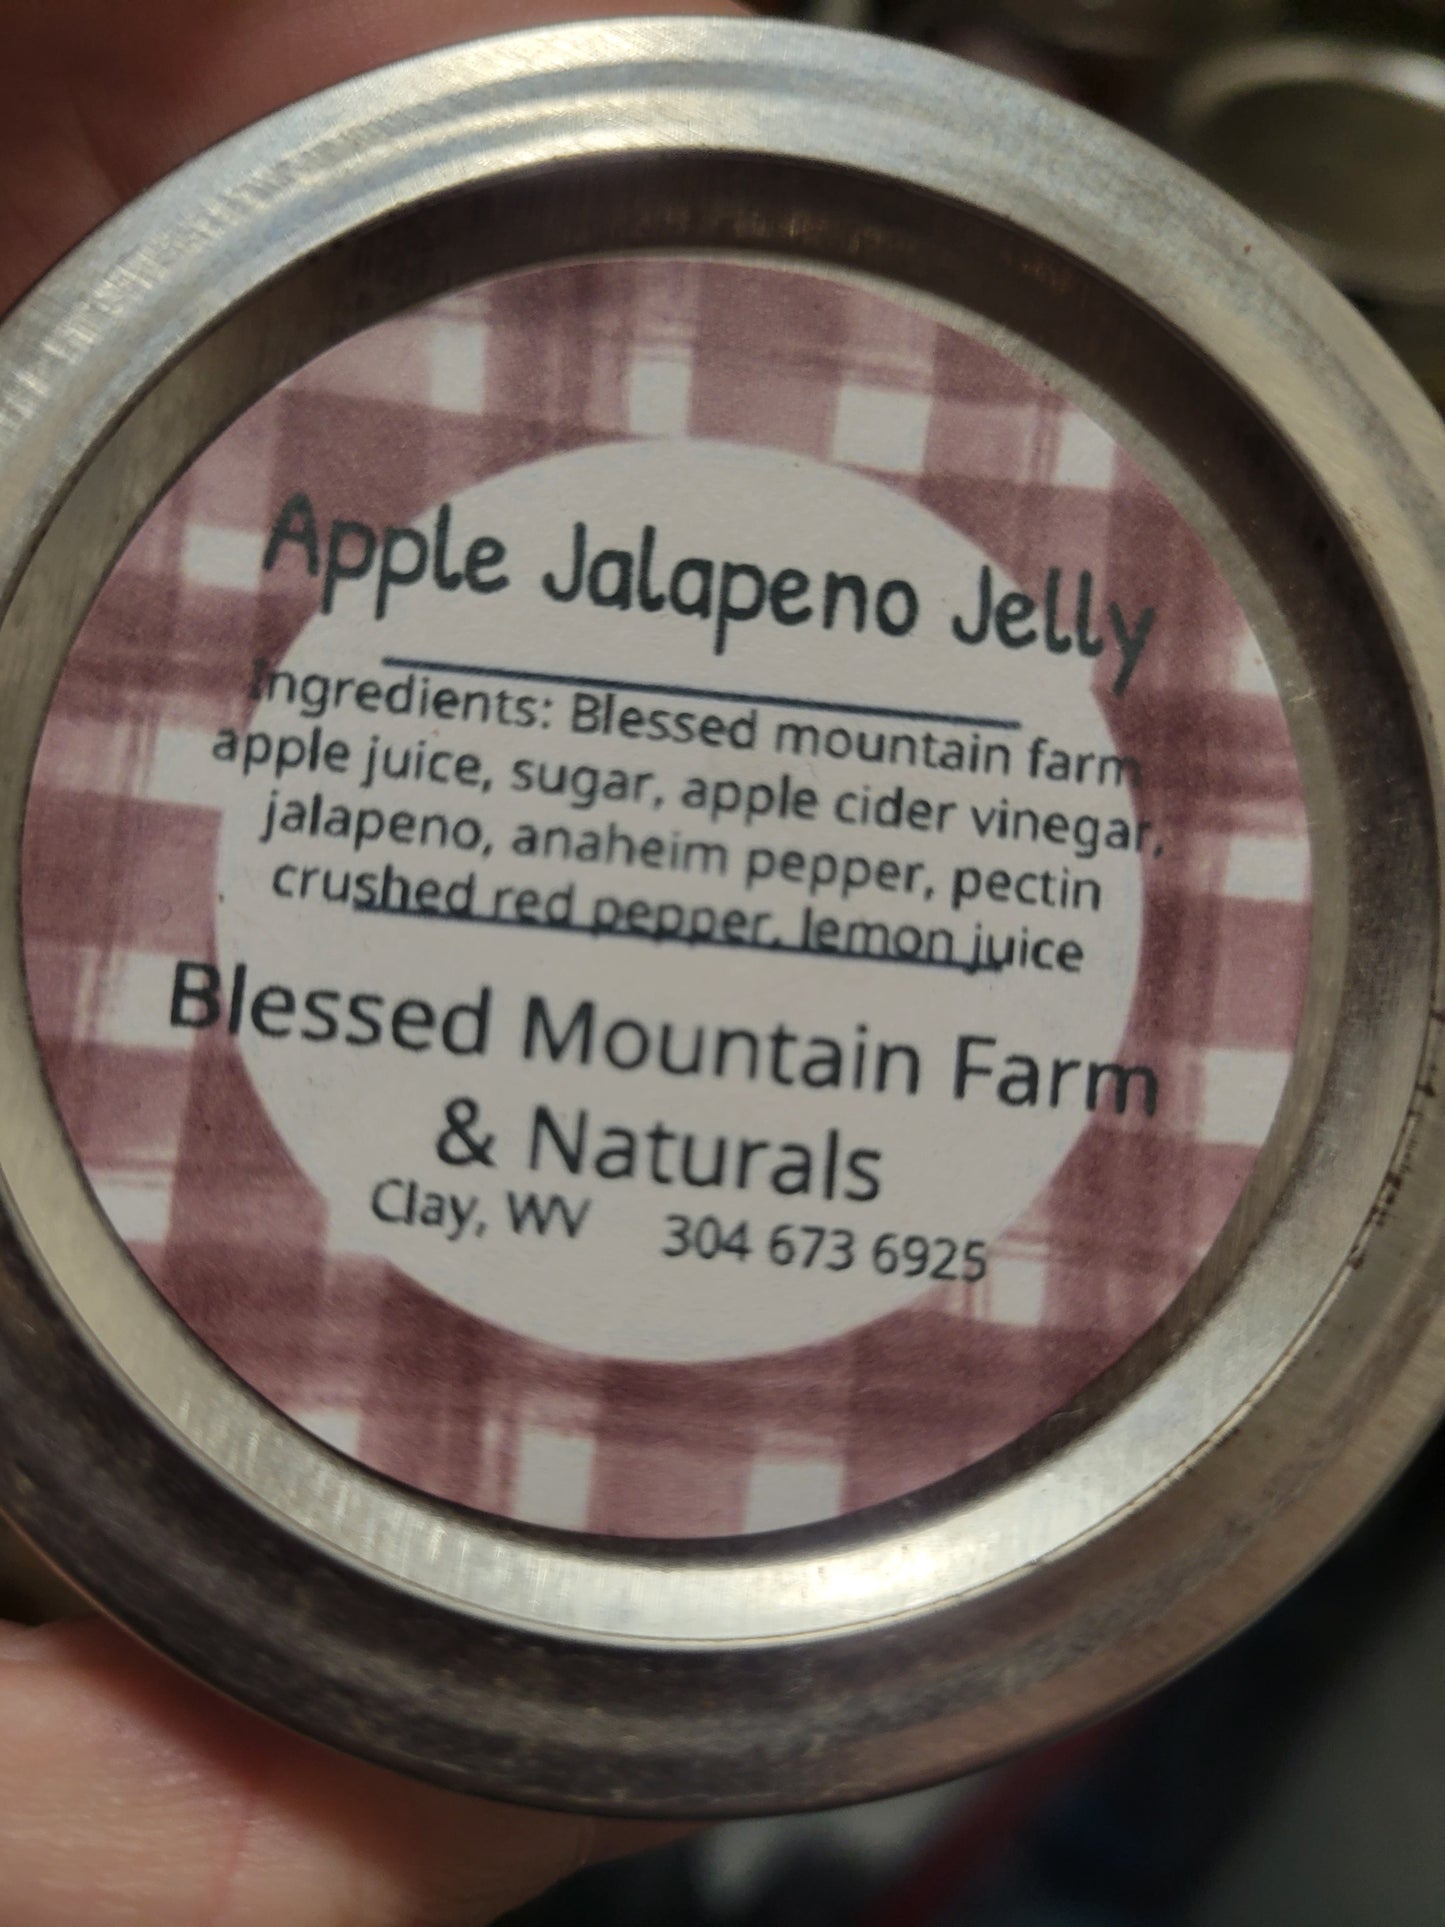 Apple Jalapeno Jelly
Ingredients: Blessed mountain farm
apple juice, sugar, apple cider vinegar,
jalapeno, anaheim pepper, pectin
crushed red pepper, lemon juice
Blessed Mountain Farm
& Naturals
Clay, WV 304 673 6925